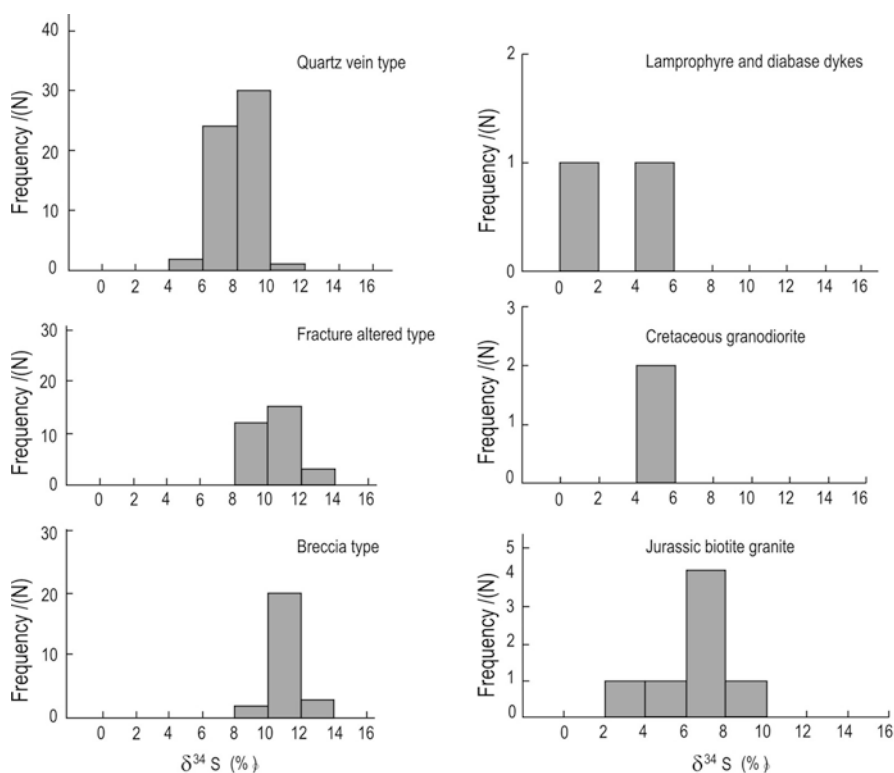 Quartz vein type
Frequency /(N)
40
30
20
10
0
0 2 4 6 8 10 12 14 16
Lamprophyre and diabase dykes
Frequency /(N)
2
1
0
0 2 4 6 8 10 12 14 16
Fracture altered type
Frequency /(N)
30
20
10
0
0 2 4 6 8 10 12 14 16
Cretaceous granodiorite
Frequency /(N)
3
2
1
0
0 2 4 6 8 10 12 14 16
Breccia type
Frequency /(N)
30
20
10
0
0 2 4 6 8 10 12 14 16
δ³⁴ S (%)
Jurassic biotite granite
Frequency /(N)
5
4
3
2
1
0
0 2 4 6 8 10 12 14 16
δ³⁴ S (%)